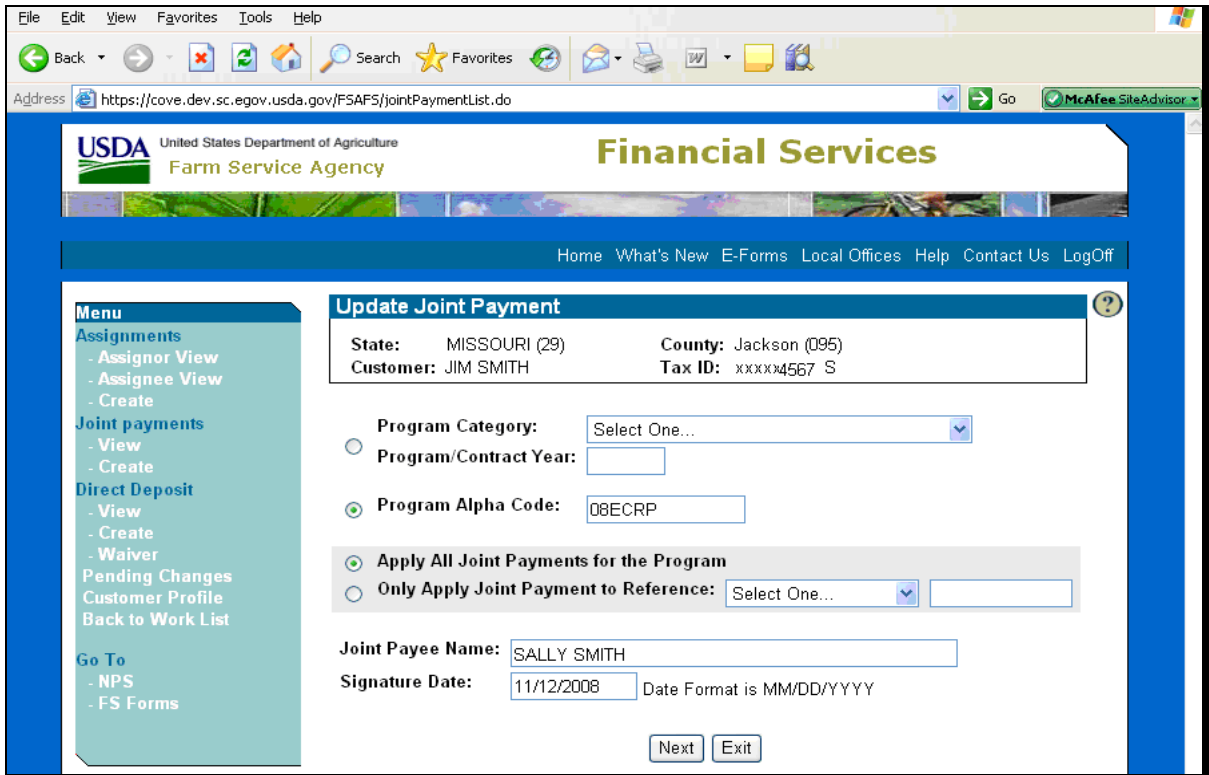 File Edit View Favorites Tools Help
Back Search Favorites W
Address https://cove.dev.sc.egov.usda.gov/FSAFS/jointPaymentList.do Go McAfee SiteAdvisor
USDA United States Department of Agriculture
Farm Service Agency
Financial Services
Home What's New E-Forms Local Offices Help Contact Us LogOff
Menu
Assignments
- Assignor View
- Assignee View
- Create
Joint payments
- View
- Create
Direct Deposit
- View
- Create
- Waiver
Pending Changes
Customer Profile
Back to Work List
Go To
- NPS
- FS Forms
Update Joint Payment ?
State: MISSOURI (29) County: Jackson (095)
Customer: JIM SMITH Tax ID: xxxxx4567 S
Program Category: Select One...
Program/Contract Year:
Program Alpha Code: 08ECRP
Apply All Joint Payments for the Program
Only Apply Joint Payment to Reference: Select One...
Joint Payee Name: SALLY SMITH
Signature Date: 11/12/2008 Date Format is MM/DD/YYYY
Next Exit